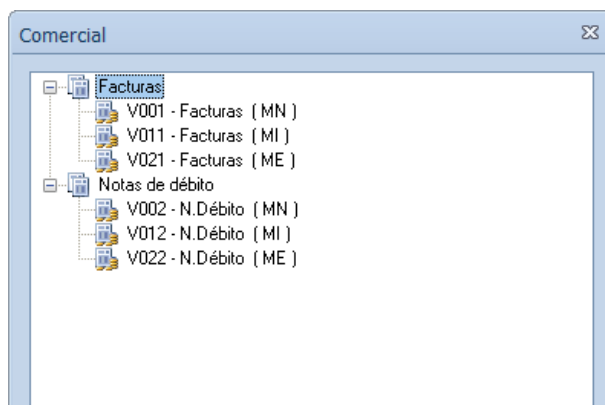 Comercial
Facturas
V001 - Facturas ( MN )
V011 - Facturas ( MI )
V021 - Facturas ( ME )
Notas de débito
V002 - N.Débito ( MN )
V012 - N.Débito ( MI )
V022 - N.Débito ( ME )